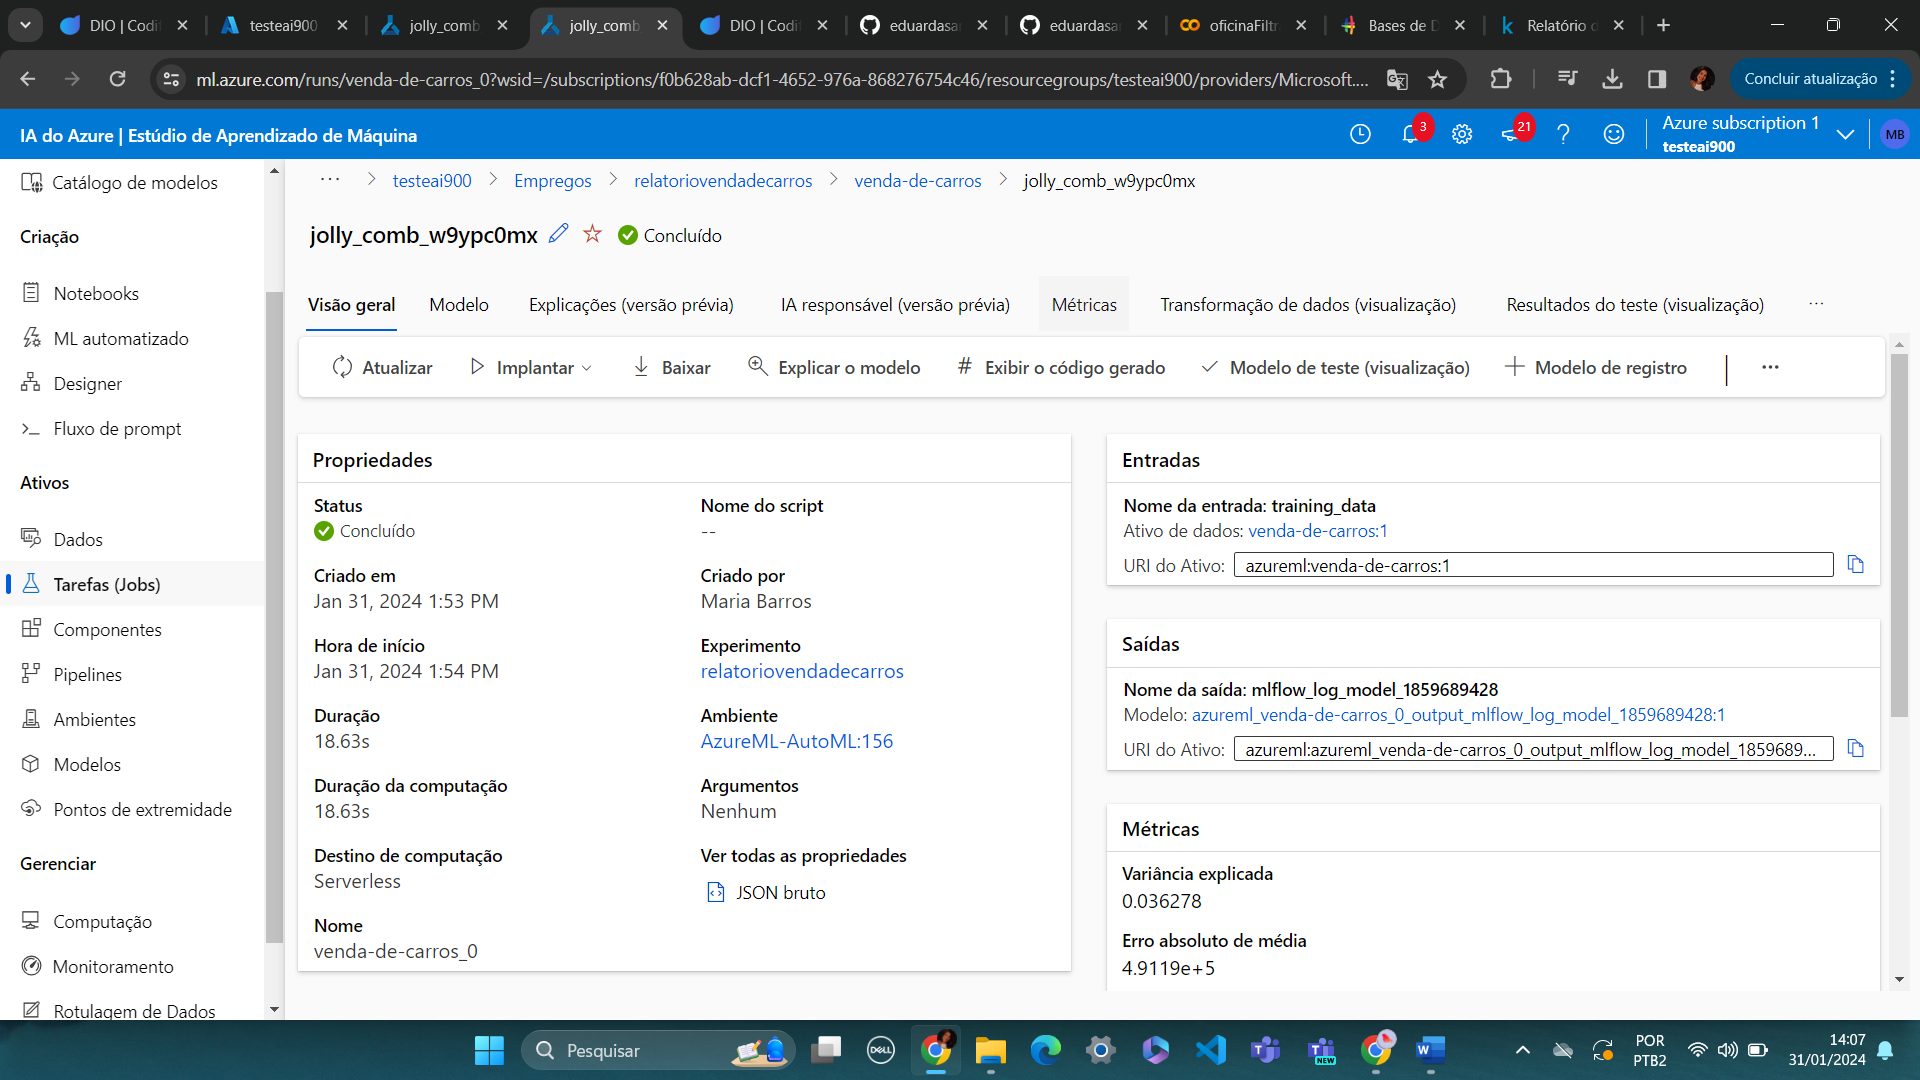 DIO | Codi
testeai900
jolly_comb
jolly_comb
DIO | Codi
eduardasa
eduardasa
oficinaFiltr
Bases de D
Relatório d
ml.azure.com/runs/venda-de-carros_0?wsid=/subscriptions/f0b628ab-dcf1-4652-976a-868276754c46/resourcegroups/testeai900/providers/Microsoft....
Concluir atualização
IA do Azure | Estúdio de Aprendizado de Máquina
3
21
Azure subscription 1
testeai900
MB
Catálogo de modelos
Criação
Notebooks
ML automatizado
Designer
Fluxo de prompt
Ativos
Dados
Tarefas (Jobs)
Componentes
Pipelines
Ambientes
Modelos
Pontos de extremidade
Gerenciar
Computação
Monitoramento
Rotulagem de Dados
... > testeai900 > Empregos > relatoriovendadecarros > venda-de-carros > jolly_comb_w9ypc0mx
jolly_comb_w9ypc0mx Concluído
Visão geral Modelo Explicações (versão prévia) IA responsável (versão prévia) Métricas Transformação de dados (visualização) Resultados do teste (visualização) ...
Atualizar Implantar Baixar Explicar o modelo # Exibir o código gerado Modelo de teste (visualização) Modelo de registro | ...
Propriedades
Status
Concluído
Nome do script
--
Criado em
Jan 31, 2024 1:53 PM
Criado por
Maria Barros
Hora de início
Jan 31, 2024 1:54 PM
Experimento
relatoriovendadecarros
Duração
18.63s
Ambiente
AzureML-AutoML:156
Duração da computação
18.63s
Argumentos
Nenhum
Destino de computação
Serverless
Ver todas as propriedades
JSON bruto
Nome
venda-de-carros_0
Entradas
Nome da entrada: training_data
Ativo de dados: venda-de-carros:1
URI do Ativo: azureml:venda-de-carros:1
Saídas
Nome da saída: mlflow_log_model_1859689428
Modelo: azureml_venda-de-carros_0_output_mlflow_log_model_1859689428:1
URI do Ativo: azureml:azureml_venda-de-carros_0_output_mlflow_log_model_1859689...
Métricas
Variância explicada
0.036278
Erro absoluto de média
4.9119e+5
Pesquisar
DELL
NEW
POR
PTB2
14:07
31/01/2024